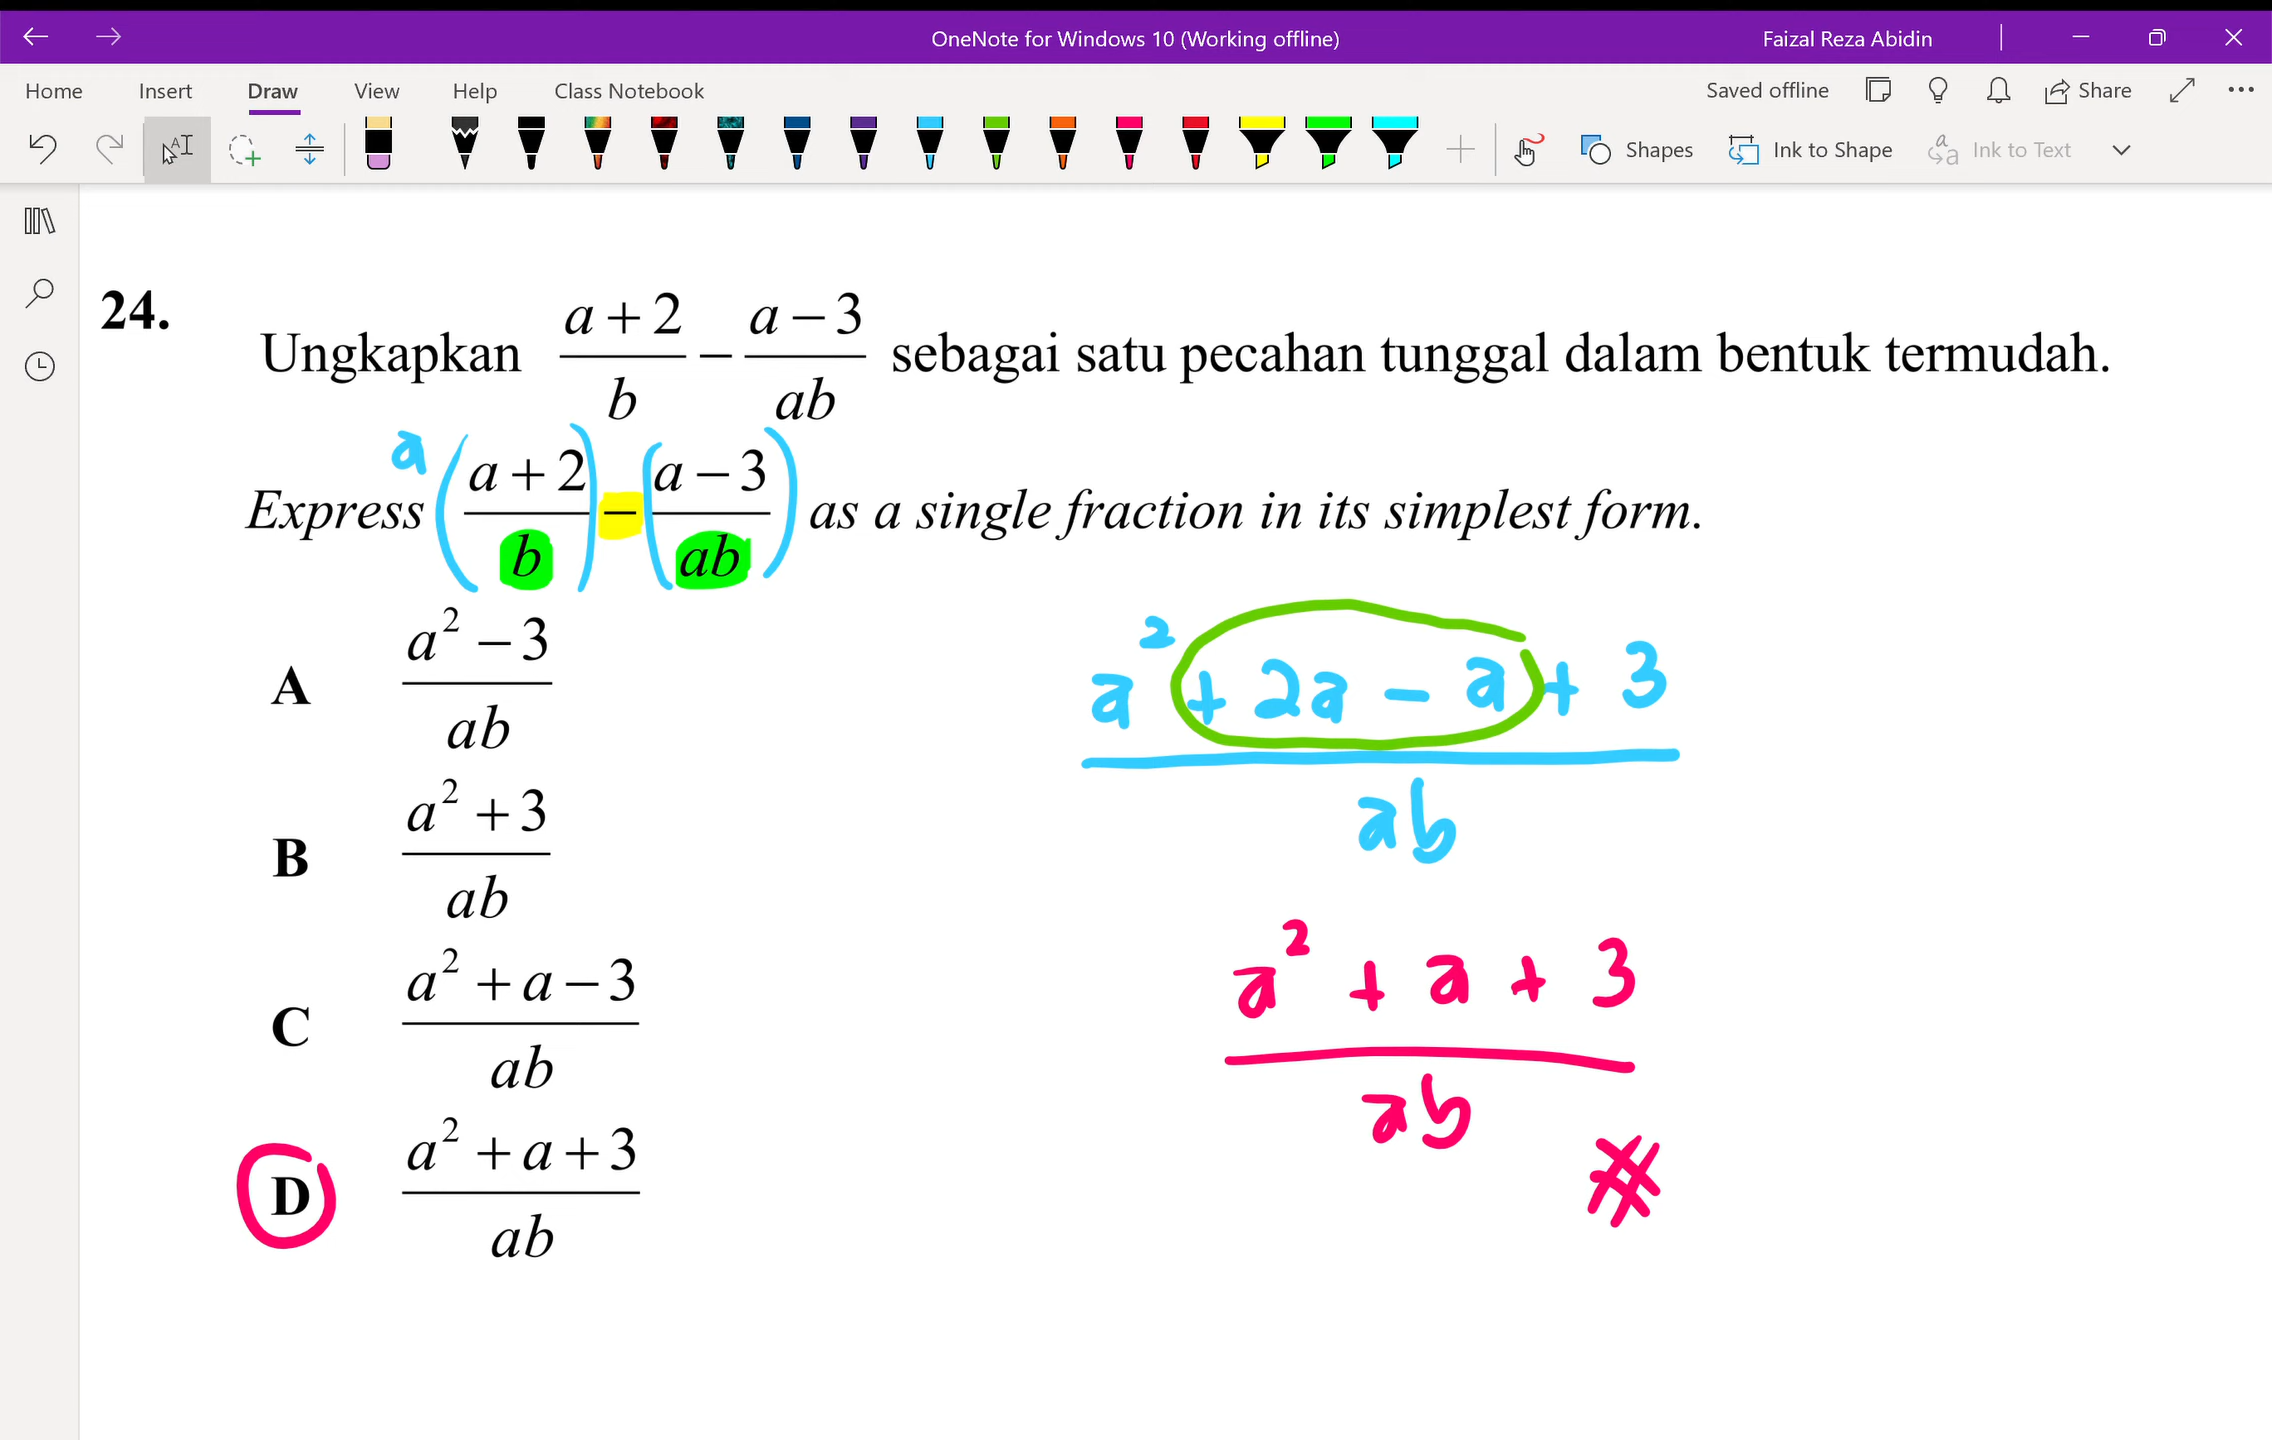 OneNote for Windows 10 (Working offline)
Faizal Reza Abidin
Home Insert Draw View Help Class Notebook
Saved offline Share
Shapes Ink to Shape Ink to Text
24. Ungkapkan (a + 2)/b − (a − 3)/ab sebagai satu pecahan tunggal dalam bentuk termudah.
Express a((a + 2)/b) − ((a − 3)/ab) as a single fraction in its simplest form.
A (a² − 3)/ab
B (a² + 3)/ab
C (a² + a − 3)/ab
D (a² + a + 3)/ab
(a² + 2a − a + 3)/ab
(a² + a + 3)/ab #